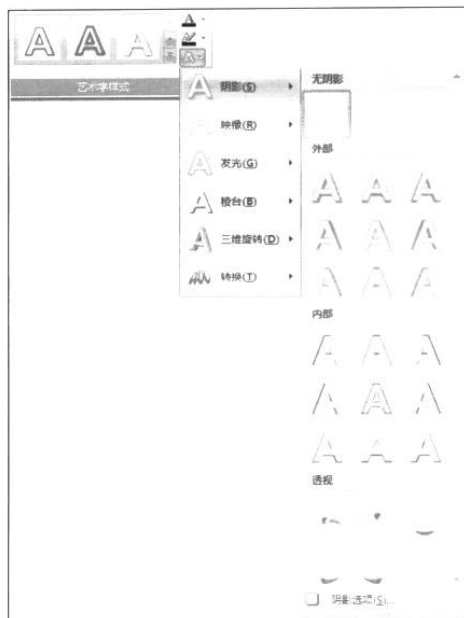 艺术字样式
阴影(S)
映像(R)
发光(G)
棱台(B)
三维旋转(D)
转换(T)
无阴影
外部
内部
透视
阴影选项(S)...